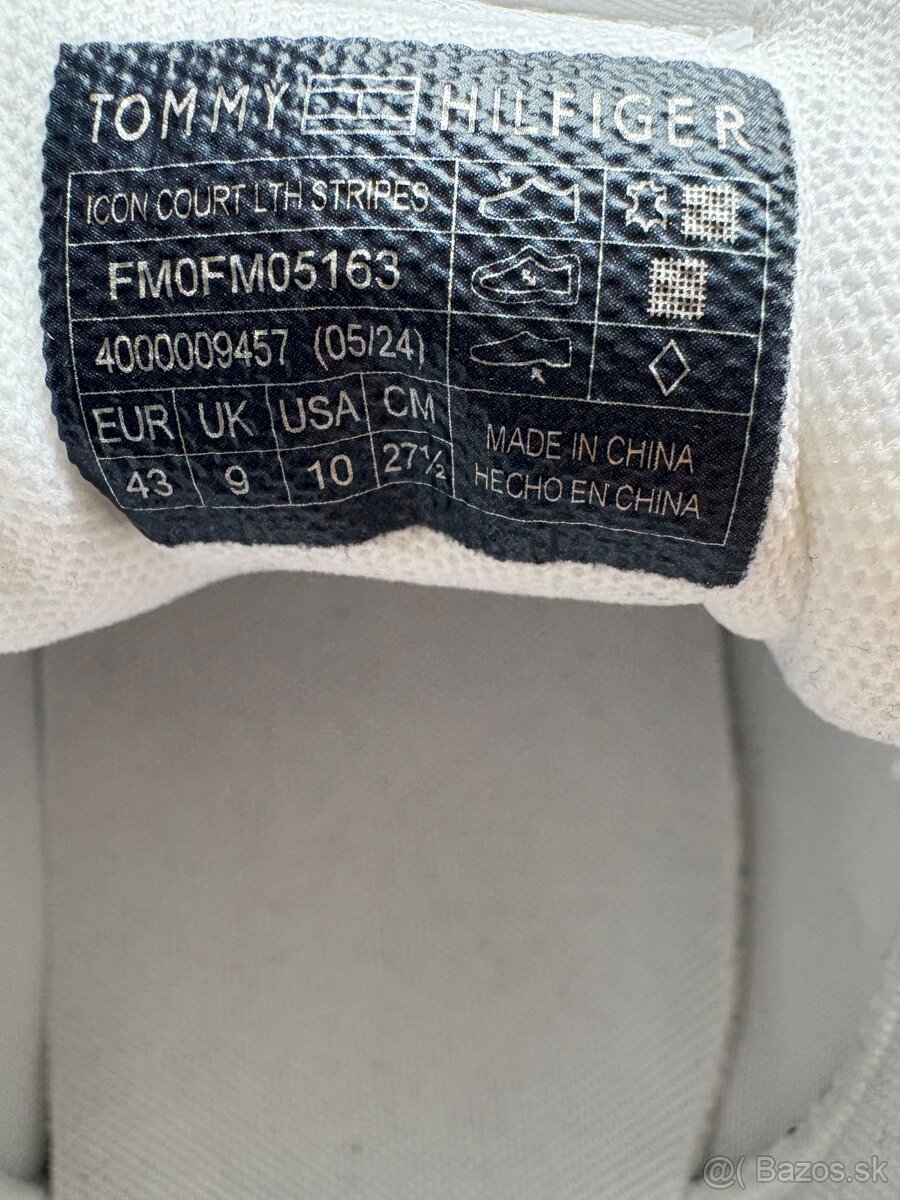 TOMMY HILFIGER
ICON COURT LTH STRIPES
FM0FM05163
4000009457 (05/24)
EUR UK USA CM
43 9 10 27½
MADE IN CHINA
HECHO EN CHINA
@( Bazos.sk